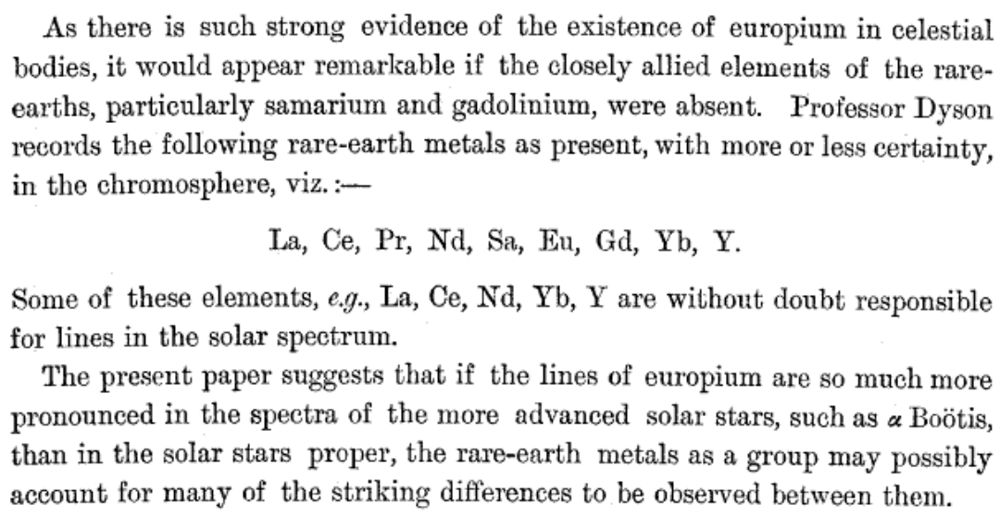 As there is such strong evidence of the existence of europium in celestial
bodies, it would appear remarkable if the closely allied elements of the rare-
earths, particularly samarium and gadolinium, were absent. Professor Dyson
records the following rare-earth metals as present, with more or less certainty,
in the chromosphere, viz.:—
La, Ce, Pr, Nd, Sa, Eu, Gd, Yb, Y.
Some of these elements, e.g., La, Ce, Nd, Yb, Y are without doubt responsible
for lines in the solar spectrum.
The present paper suggests that if the lines of europium are so much more
pronounced in the spectra of the more advanced solar stars, such as α Boötis,
than in the solar stars proper, the rare-earth metals as a group may possibly
account for many of the striking differences to be observed between them.